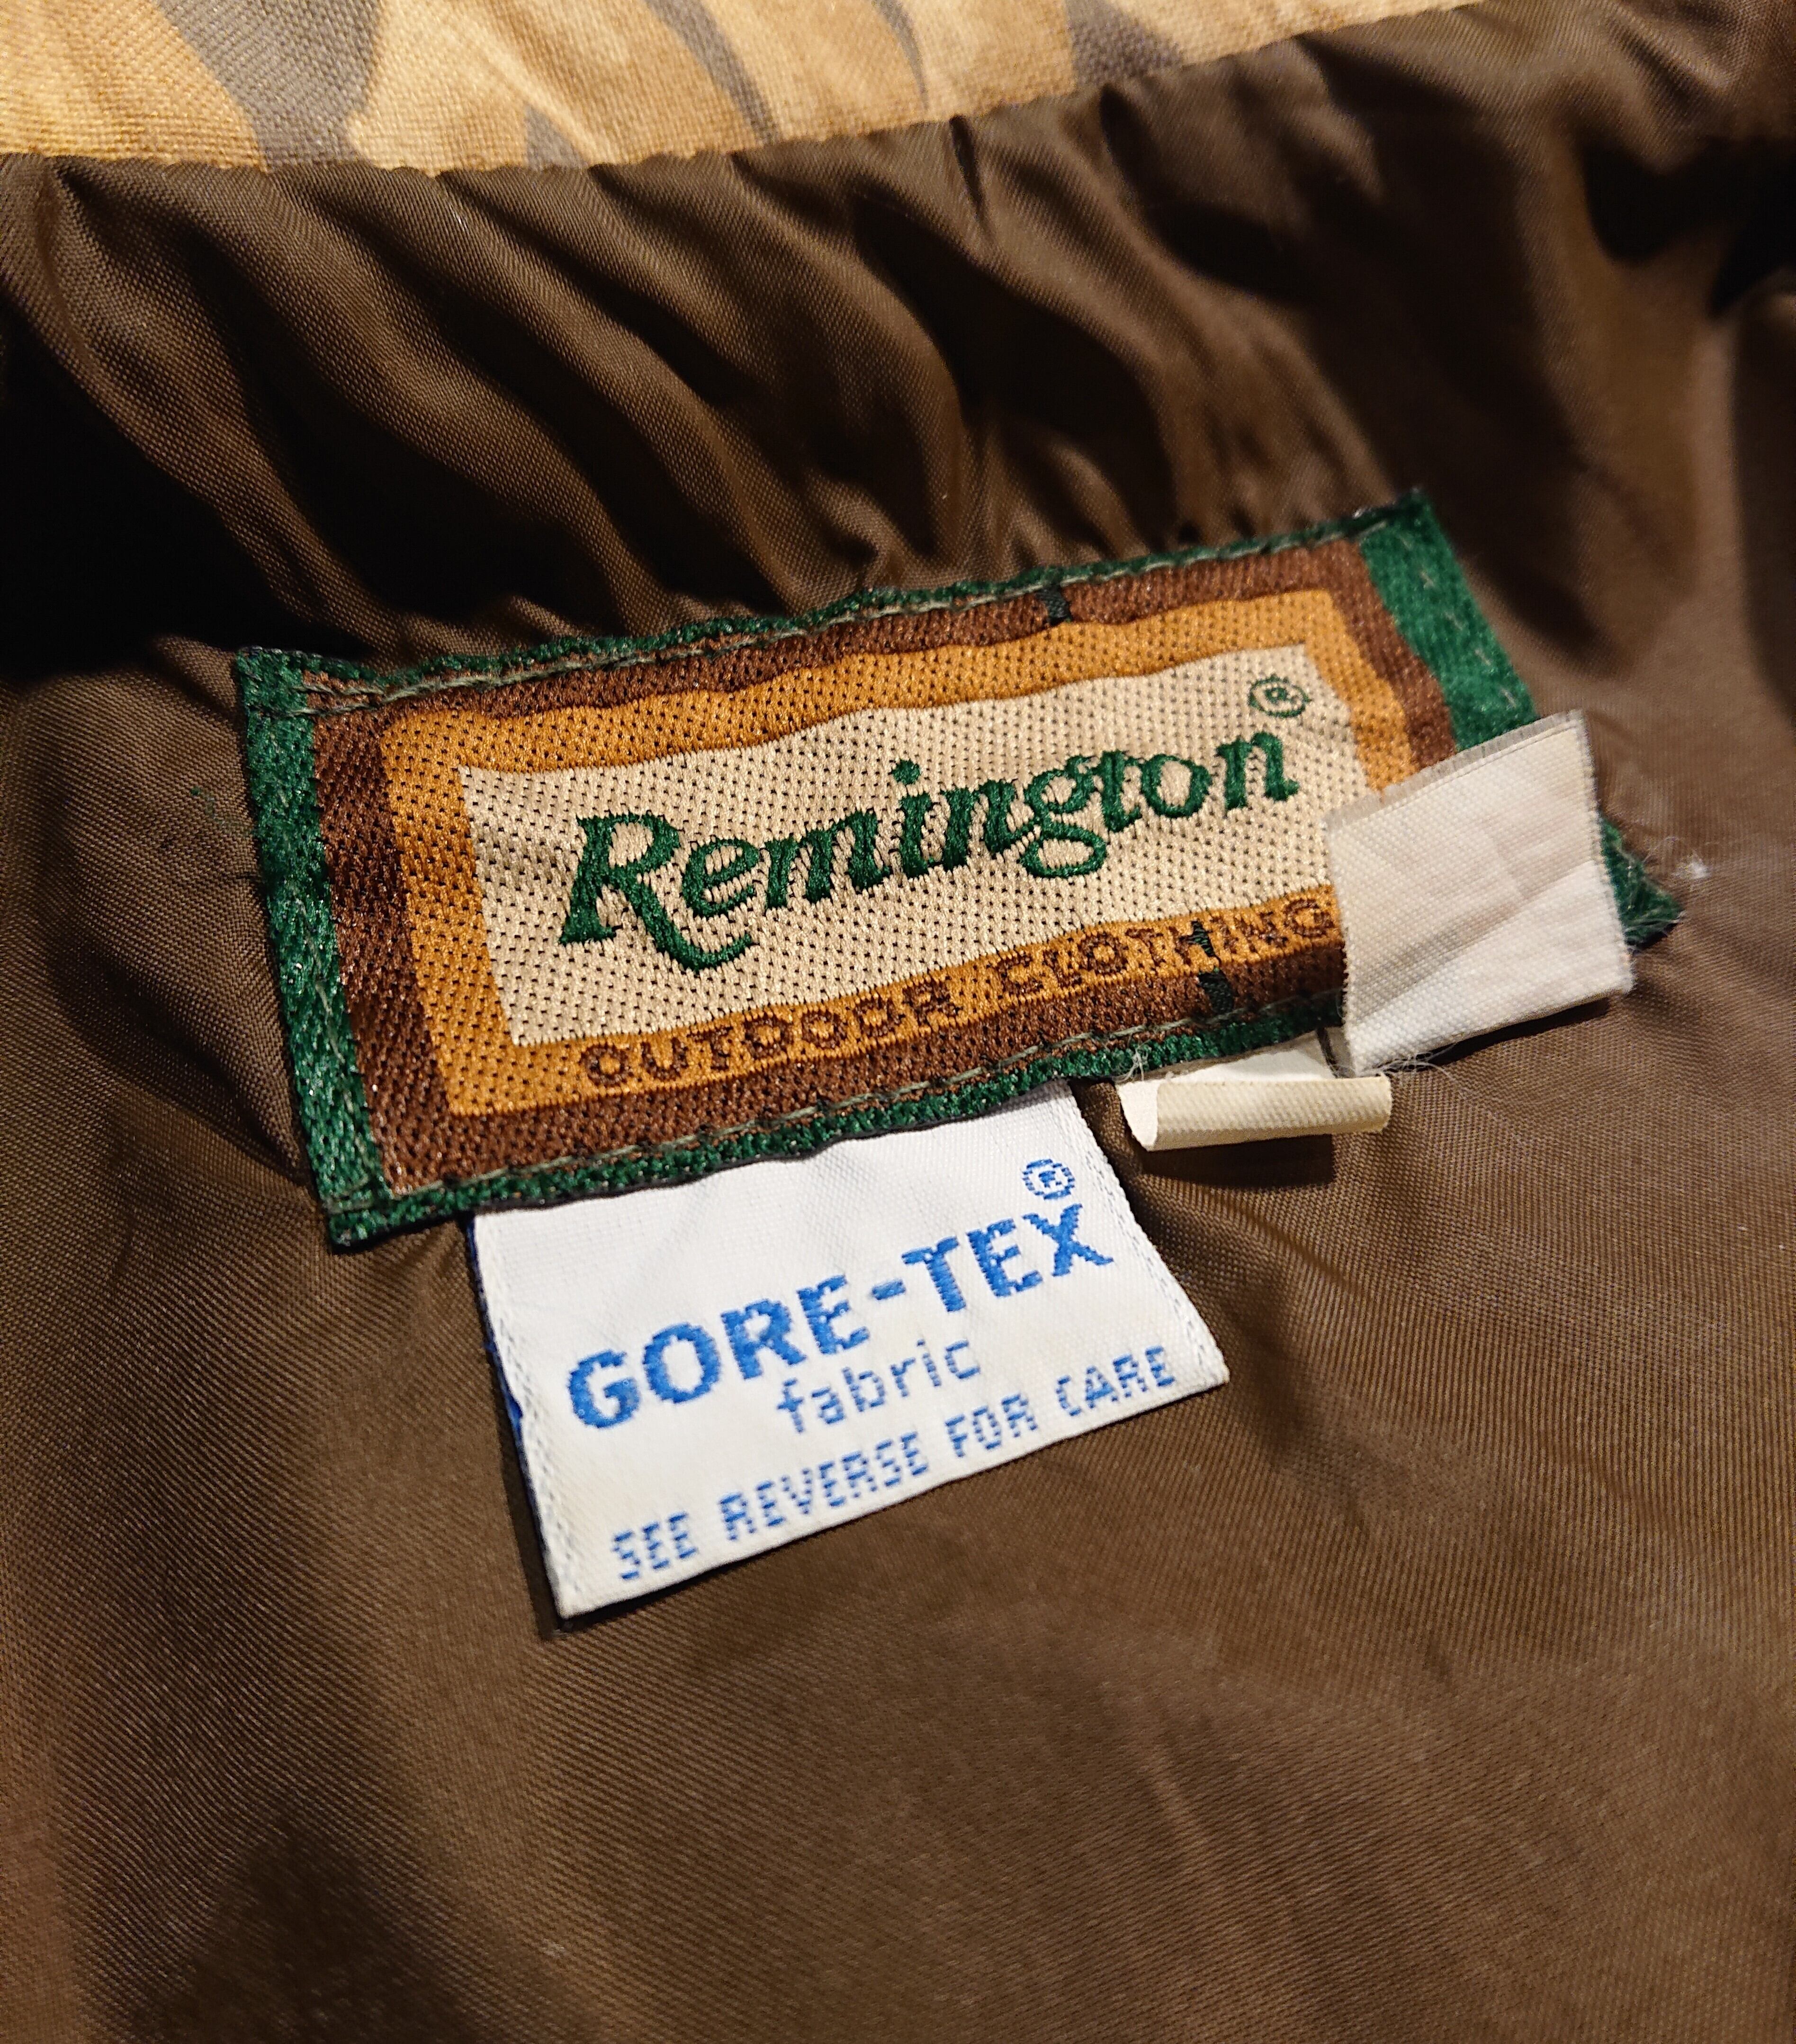 Remington®
OUTDOOR CLOTHING
GORE-TEX®
fabric
SEE REVERSE FOR CARE